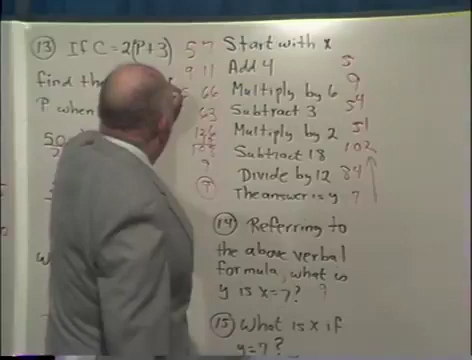 (13) If C = 2(P+3)
find the
P when
50
5 7 Start with x 5
9 11 Add 4 9
66 Multiply by 6 54
63 Subtract 3 51
126 Multiply by 2 102
108 Subtract 18 84
9 Divide by 12 7
The answer is y
(14) Referring to
the above verbal
formula, what is
y is x=7? 9
(15) What is x if
y=7?